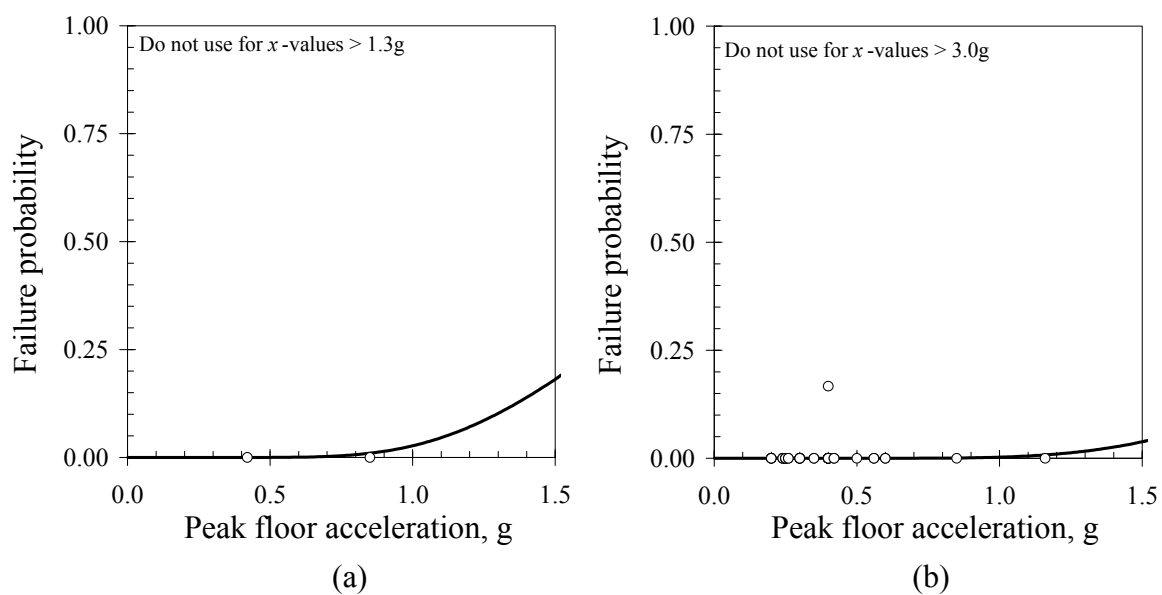 Do not use for x-values > 1.3g
1.00
0.75
0.50
0.25
0.00
Failure probability
0.0 0.5 1.0 1.5
Peak floor acceleration, g
(a)
Do not use for x-values > 3.0g
1.00
0.75
0.50
0.25
0.00
Failure probability
0.0 0.5 1.0 1.5
Peak floor acceleration, g
(b)